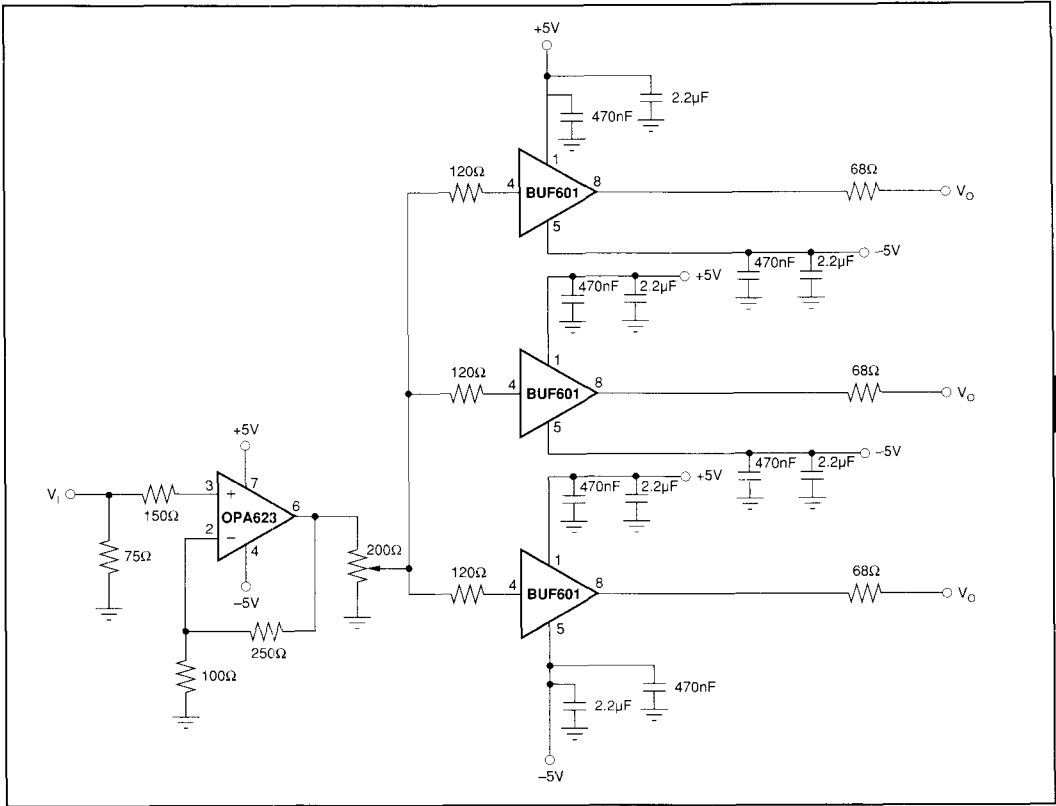 +5V
2.2µF
470nF
120Ω
4
BUF601
1
8
5
68Ω
V_O
470nF
2.2µF
–5V
470nF
2.2µF
+5V
120Ω
4
BUF601
1
8
5
68Ω
V_O
470nF
2.2µF
–5V
470nF
2.2µF
+5V
120Ω
4
BUF601
1
8
5
68Ω
V_O
470nF
2.2µF
–5V
+5V
V_I
150Ω
3
+
7
OPA623
6
2
–
4
–5V
75Ω
200Ω
250Ω
100Ω